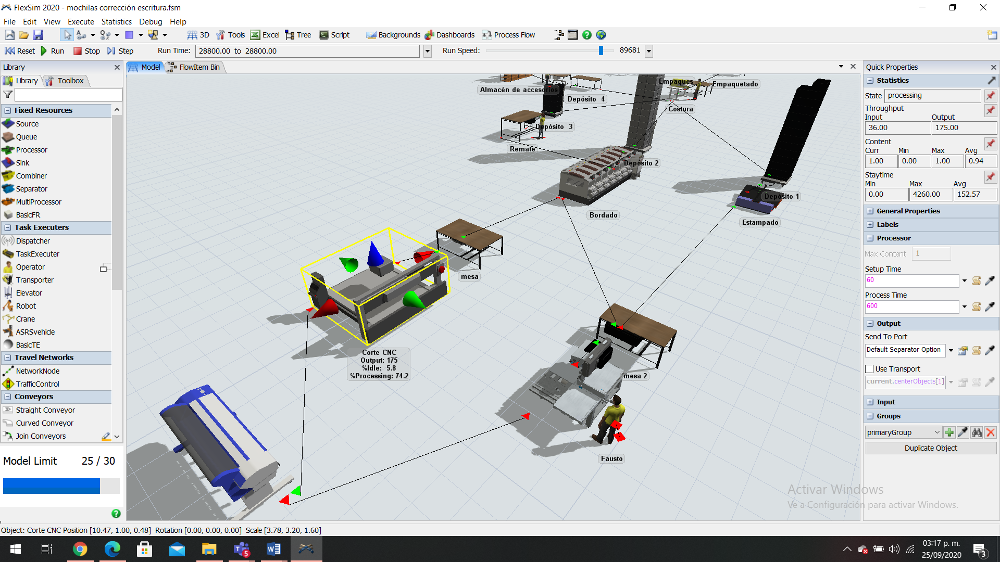 FlexSim 2020 - mochilas corrección escritura.fsm
File Edit View Execute Statistics Debug Help
3D Tools Excel Tree Script Backgrounds Dashboards Process Flow
Reset Run Stop Step Run Time: 28800.00 to 28800.00 Run Speed: 89681
Library
Library Toolbox
Fixed Resources
Source
Queue
Processor
Sink
Combiner
Separator
MultiProcessor
BasicFR
Task Executers
Dispatcher
TaskExecuter
Operator
Transporter
Elevator
Robot
Crane
ASRSvehicle
BasicTE
Travel Networks
NetworkNode
TrafficControl
Conveyors
Straight Conveyor
Curved Conveyor
Join Conveyors
Model Limit 25 / 30
Model FlowItem Bin
Empaques
Empaquetado
Almacén de accesorios
Depósito 4
Costura
Depósito 3
Remate
Depósito 2
Depósito 1
Bordado
Estampado
mesa
Corte CNC
Output: 175
%Idle: 5.8
%Processing: 74.2
mesa 2
Fausto
Activar Windows
Ve a Configuración para activar Windows.
Quick Properties
Statistics
State processing
Throughput
Input Output
36.00 175.00
Content
Curr Min Max Avg
1.00 0.00 1.00 0.94
Staytime
Min Max Avg
0.00 4260.00 152.57
General Properties
Labels
Processor
Max Content 1
Setup Time
60
Process Time
600
Output
Send To Port
Default Separator Option
Use Transport
current.centerObjects[1]
Input
Groups
primaryGroup
Duplicate Object
Object: Corte CNC Position [10.47, 1.00, 0.48] Rotation [0.00, 0.00, 0.00] Scale [3.78, 3.20, 1.60]
5
03:17 p. m.
25/09/2020
3